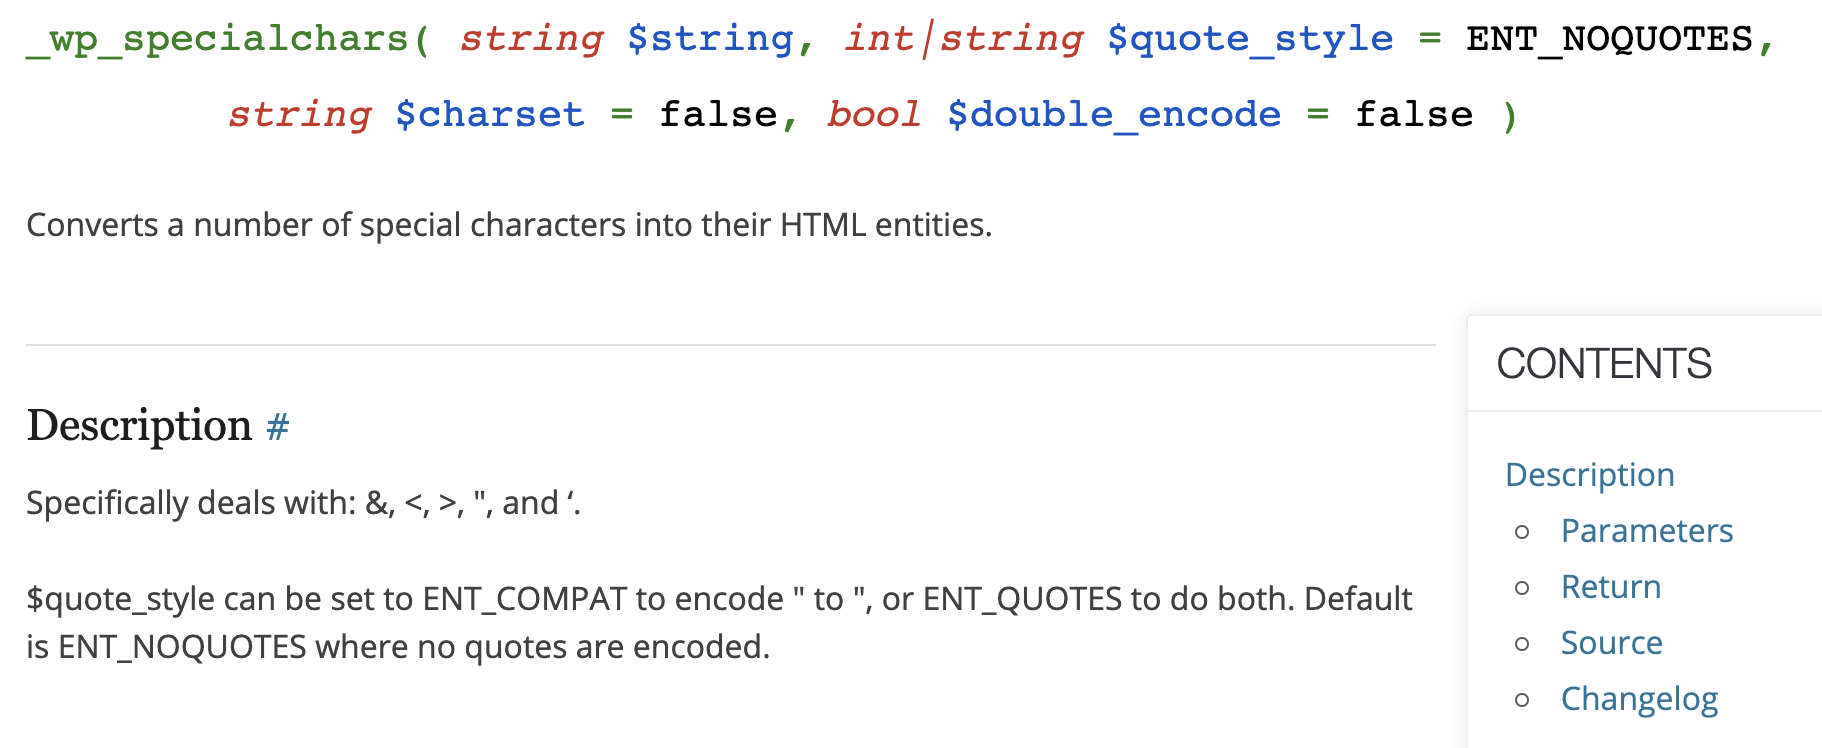 _wp_specialchars( string $string, int|string $quote_style = ENT_NOQUOTES,
string $charset = false, bool $double_encode = false )
Converts a number of special characters into their HTML entities.
Description #
Specifically deals with: &, <, >, ", and ‘.
$quote_style can be set to ENT_COMPAT to encode " to ", or ENT_QUOTES to do both. Default
is ENT_NOQUOTES where no quotes are encoded.
CONTENTS
Description
Parameters
Return
Source
Changelog